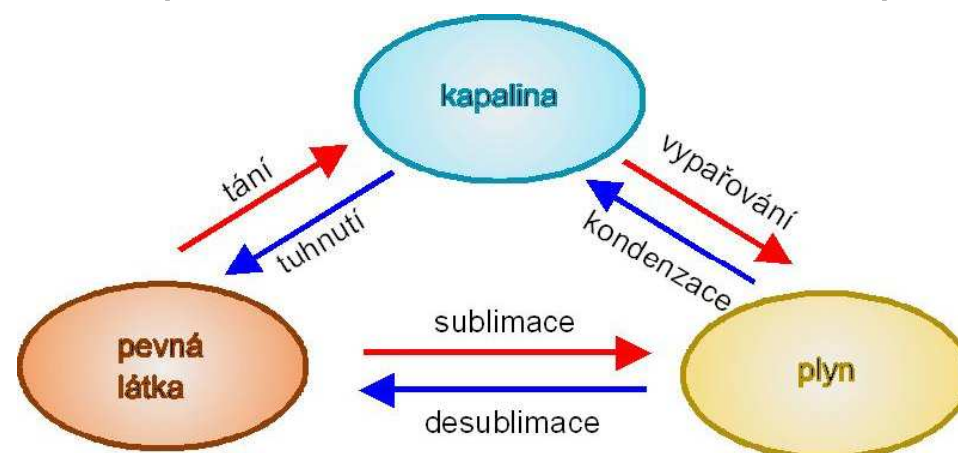 kapalina
tání
vypařování
tuhnutí
kondenzace
sublimace
pevná
látka
plyn
desublimace